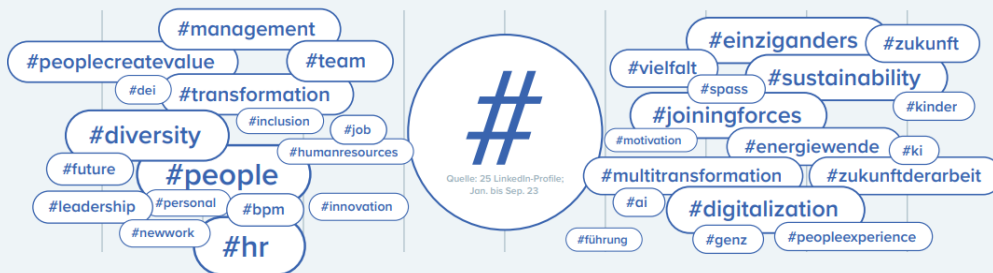 #management
#peoplecreatevalue
#team
#dei
#transformation
#inclusion
#job
#diversity
#humanresources
#future
#people
#leadership
#personal
#bpm
#innovation
#newwork
#hr
#
Quelle: 25 LinkedIn-Profile;
Jan. bis Sep. 23
#einziganders
#zukunft
#vielfalt
#sustainability
#spass
#kinder
#joiningforces
#motivation
#energiewende
#ki
#multitransformation
#zukunftderarbeit
#ai
#digitalization
#führung
#genz
#peopleexperience